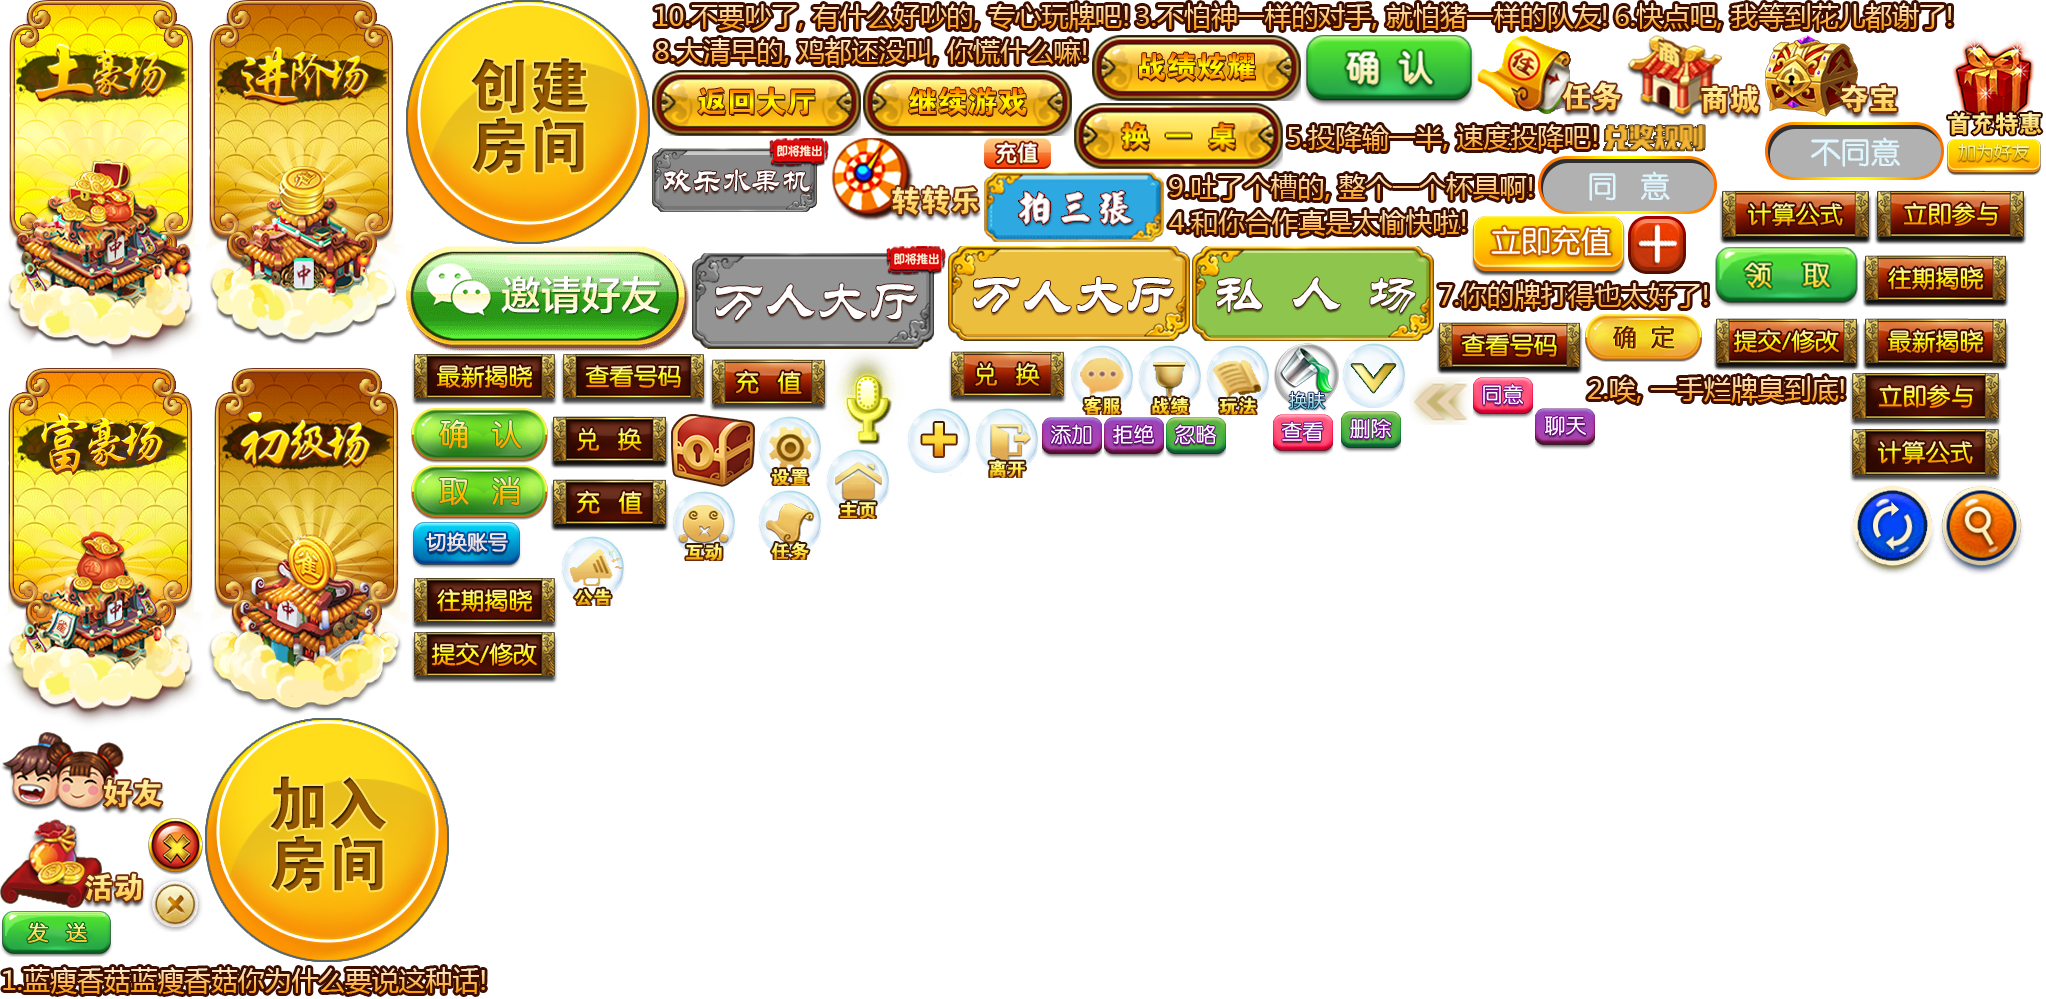 土豪场
进阶场
创建
房间
10.不要吵了, 有什么好吵的, 专心玩牌吧!
3.不怕神一样的对手, 就怕猪一样的队友!
6.快点吧, 我等到花儿都谢了!
8.大清早的, 鸡都还没叫, 你慌什么嘛!
战绩炫耀
确 认
任
任务
商
商城
夺宝
首充特惠
返回大厅
继续游戏
换 一 桌
5.投降输一半, 速度投降吧!
兑奖规则
不同意
加为好友
即将推出
欢乐水果机
转转乐
充值
拍三張
9.吐了个槽的, 整个一个杯具啊!
同 意
4.和你合作真是太愉快啦!
立即充值
计算公式
立即参与
邀请好友
即将推出
万人大厅
万人大厅
私 人 场
7.你的牌打得也太好了!
领 取
往期揭晓
查看号码
确 定
提交/修改
最新揭晓
中
中
富豪场
初级场
最新揭晓
查看号码
充 值
兑 换
客服
战绩
玩法
换肤
同意
2.唉, 一手烂牌臭到底!
立即参与
聊天
确 认
兑 换
设置
离开
添加
拒绝
忽略
查看
删除
计算公式
取 消
充 值
主页
切换账号
互动
任务
公告
往期揭晓
提交/修改
雀
中
中
雀
好友
加入
房间
活动
发 送
1.蓝瘦香菇蓝瘦香菇你为什么要说这种话!